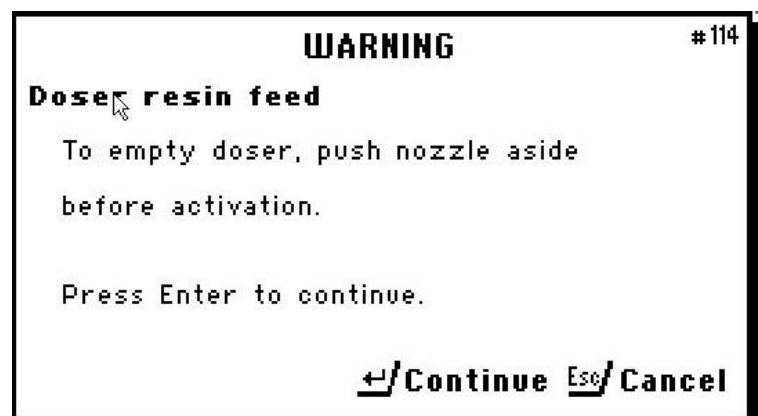 WARNING
#114
Doser resin feed
To empty doser, push nozzle aside
before activation.
Press Enter to continue.
↵/Continue Esc/Cancel